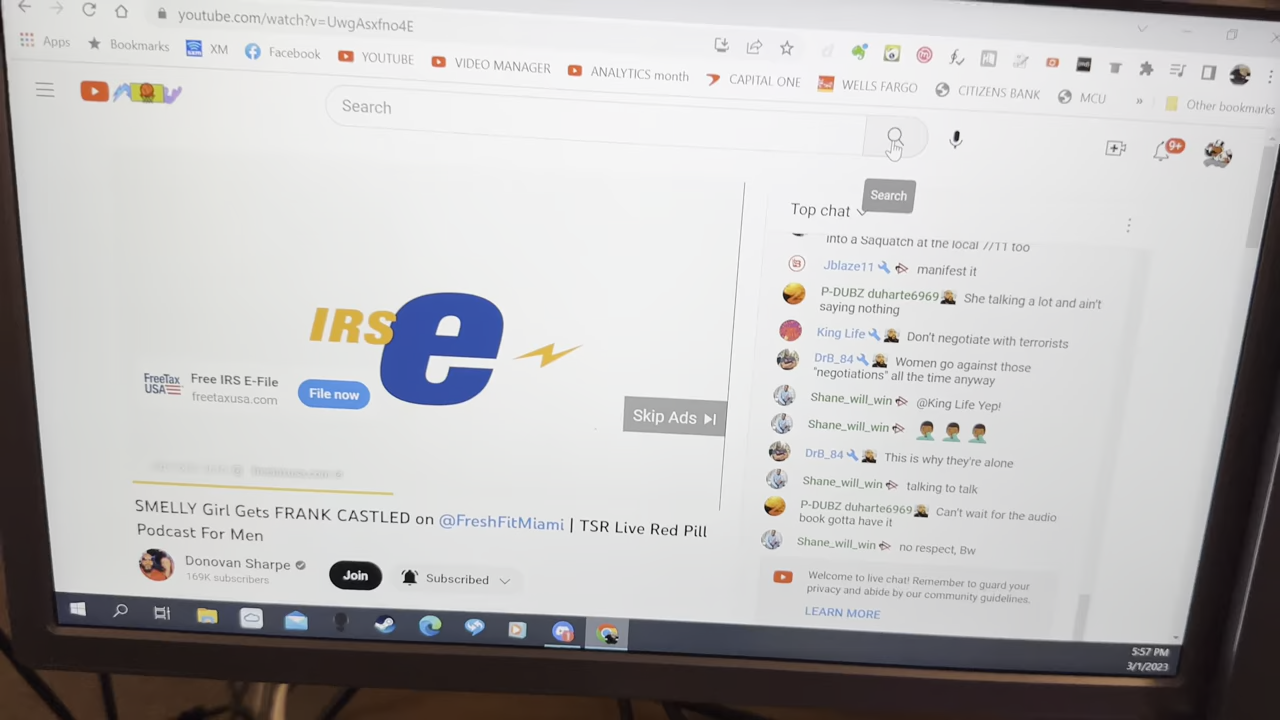 youtube.com/watch?v=UwgAsxfno4E
Apps Bookmarks XM Facebook YOUTUBE VIDEO MANAGER ANALYTICS month CAPITAL ONE WELLS FARGO CITIZENS BANK MCU » Other bookmarks
Search
9+
Search
Top chat
into a Saquatch at the local 7/11 too
Jblaze11 manifest it
P-DUBZ duharte6969 She talking a lot and ain't
saying nothing
King Life Don't negotiate with terrorists
DrB_84 Women go against those
"negotiations" all the time anyway
Shane_will_win @King Life Yep!
Shane_will_win
DrB_84 This is why they're alone
Shane_will_win talking to talk
P-DUBZ duharte6969 Can't wait for the audio
book gotta have it
Shane_will_win no respect, Bw
Welcome to live chat! Remember to guard your
privacy and abide by our community guidelines.
LEARN MORE
IRS e
FreeTax
USA
Free IRS E-File
freetaxusa.com
File now
Skip Ads
SMELLY Girl Gets FRANK CASTLED on @FreshFitMiami | TSR Live Red Pill
Podcast For Men
Donovan Sharpe
169K subscribers
Join
Subscribed
5:57 PM
3/1/2023